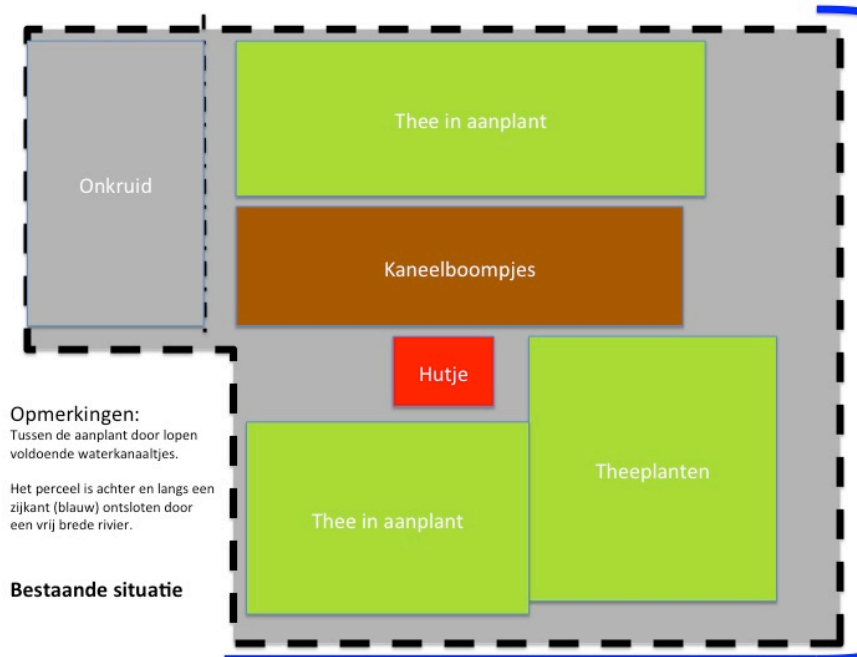 Thee in aanplant
Onkruid
Kaneelboompjes
Hutje
Opmerkingen:
Tussen de aanplant door lopen
voldoende waterkanaaltjes.
Het perceel is achter en langs een
zijkant (blauw) ontsloten door
een vrij brede rivier.
Theeplanten
Thee in aanplant
Bestaande situatie